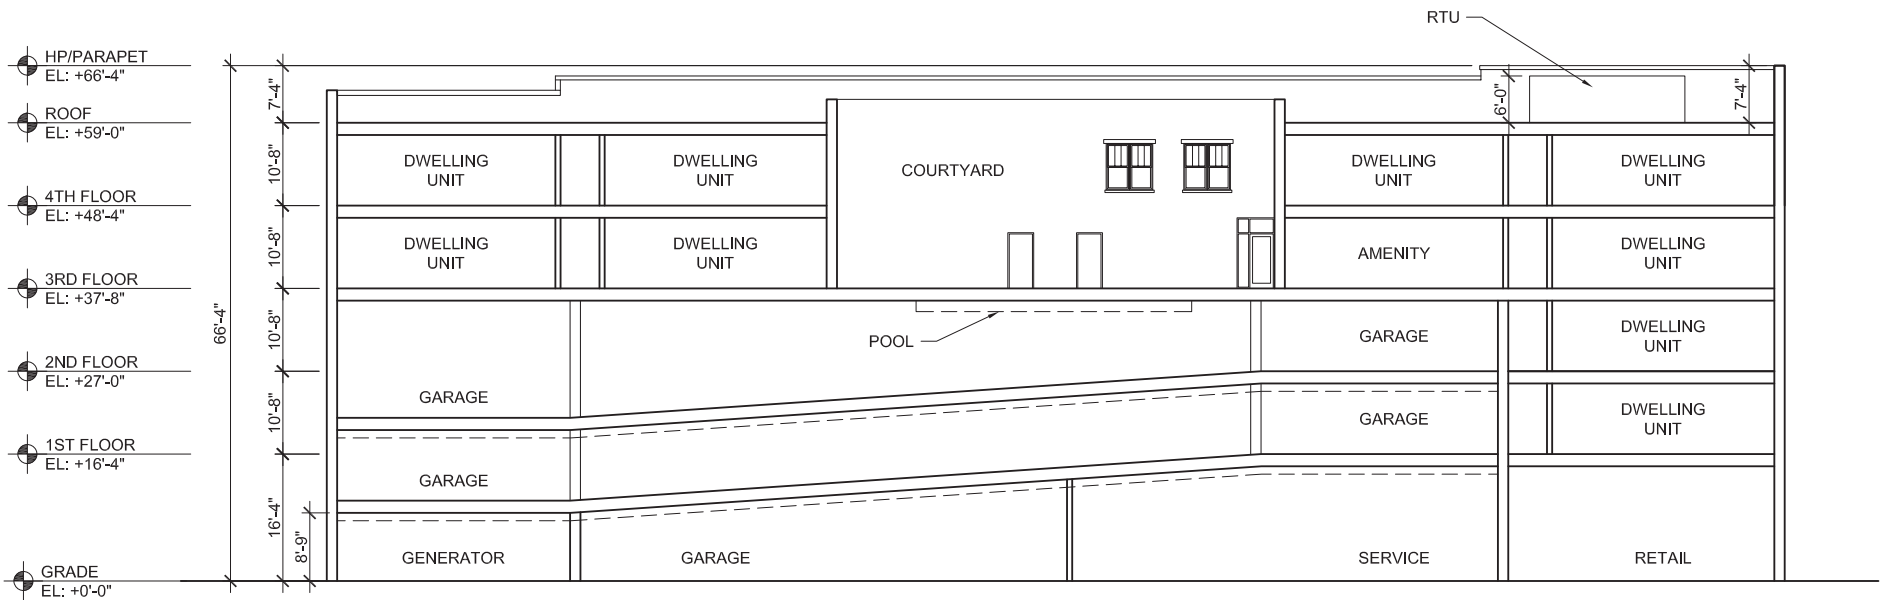 RTU
HP/PARAPET
EL: +66'-4"
ROOF
EL: +59'-0"
4TH FLOOR
EL: +48'-4"
3RD FLOOR
EL: +37'-8"
2ND FLOOR
EL: +27'-0"
1ST FLOOR
EL: +16'-4"
GRADE
EL: +0'-0"
66'-4"
7'-4"
10'-8"
10'-8"
10'-8"
10'-8"
16'-4"
8'-9"
6'-0"
7'-4"
DWELLING
UNIT
DWELLING
UNIT
COURTYARD
DWELLING
UNIT
DWELLING
UNIT
DWELLING
UNIT
DWELLING
UNIT
AMENITY
DWELLING
UNIT
POOL
GARAGE
DWELLING
UNIT
GARAGE
GARAGE
DWELLING
UNIT
GARAGE
GENERATOR
GARAGE
SERVICE
RETAIL